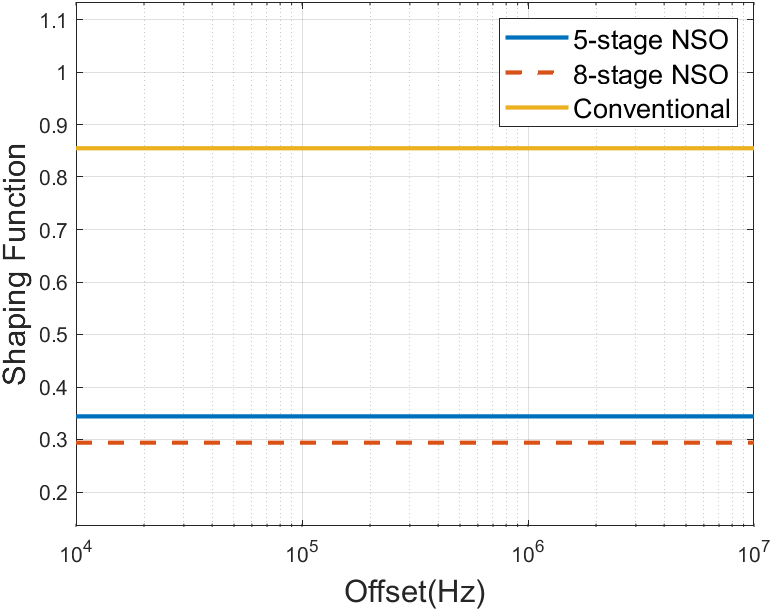 5-stage NSO
8-stage NSO
Conventional
Shaping Function
1.1
1
0.9
0.8
0.7
0.6
0.5
0.4
0.3
0.2
10^4
10^5
10^6
10^7
Offset(Hz)